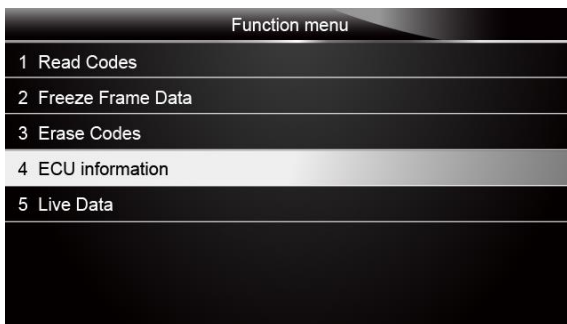 Function menu
1 Read Codes
2 Freeze Frame Data
3 Erase Codes
4 ECU information
5 Live Data